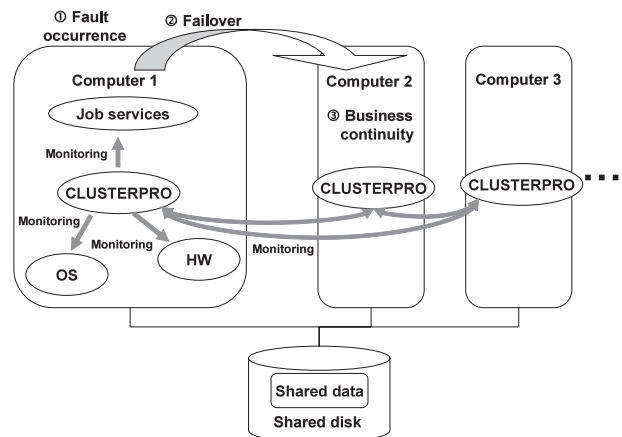 ① Fault
occurrence
② Failover
Computer 1
Job services
Monitoring
CLUSTERPRO
Monitoring
Monitoring
OS
HW
Computer 2
③ Business
continuity
CLUSTERPRO
Monitoring
Computer 3
CLUSTERPRO
Shared data
Shared disk